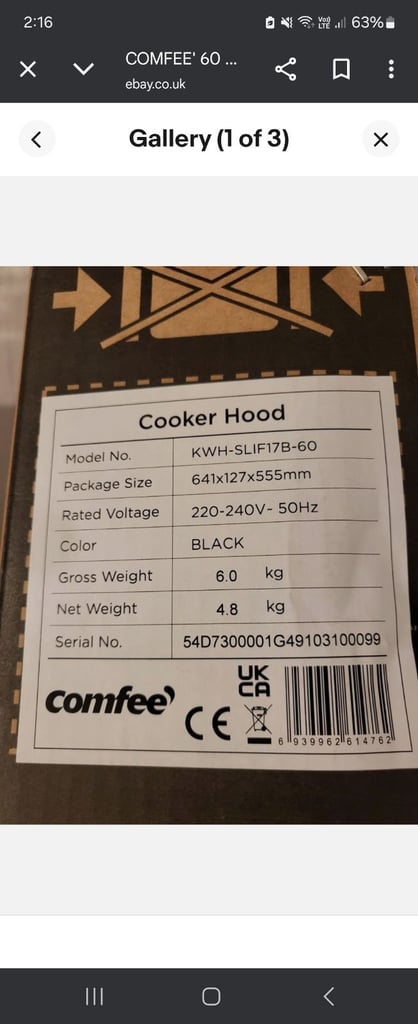 2:16
Vo)) LTE 63%
COMFEE' 60 ...
ebay.co.uk
Gallery (1 of 3)
Cooker Hood
Model No. KWH-SLIF17B-60
Package Size 641x127x555mm
Rated Voltage 220-240V- 50Hz
Color BLACK
Gross Weight 6.0 kg
Net Weight 4.8 kg
Serial No. 54D7300001G49103100099
comfee'
CE
UK
CA
6 939962 614762